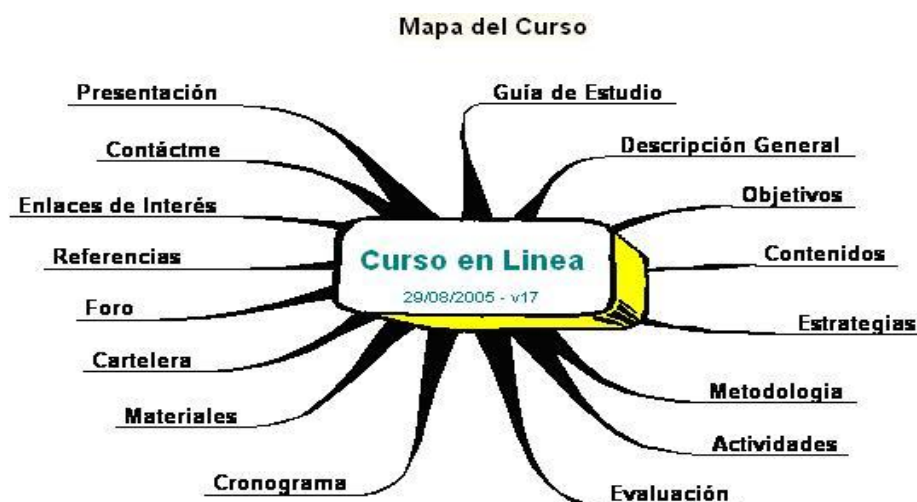 Mapa del Curso
Presentación
Guía de Estudio
Contáctme
Descripción General
Enlaces de Interés
Objetivos
Referencias
Curso en Linea
Contenidos
29/08/2005 - v17
Foro
Estrategias
Cartelera
Metodologia
Materiales
Actividades
Cronograma
Evaluación